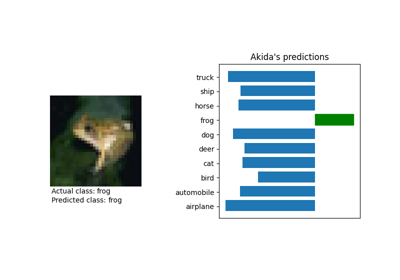 Akida's predictions
truck
ship
horse
frog
dog
deer
cat
bird
automobile
airplane
Actual class: frog
Predicted class: frog